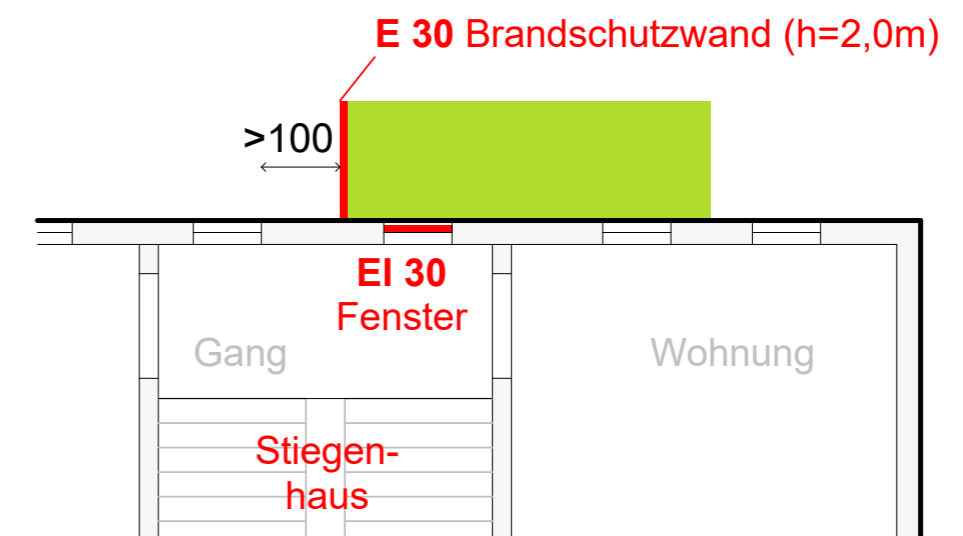 E 30 Brandschutzwand (h=2,0m)
>100
EI 30
Fenster
Gang
Wohnung
Stiegen-
haus